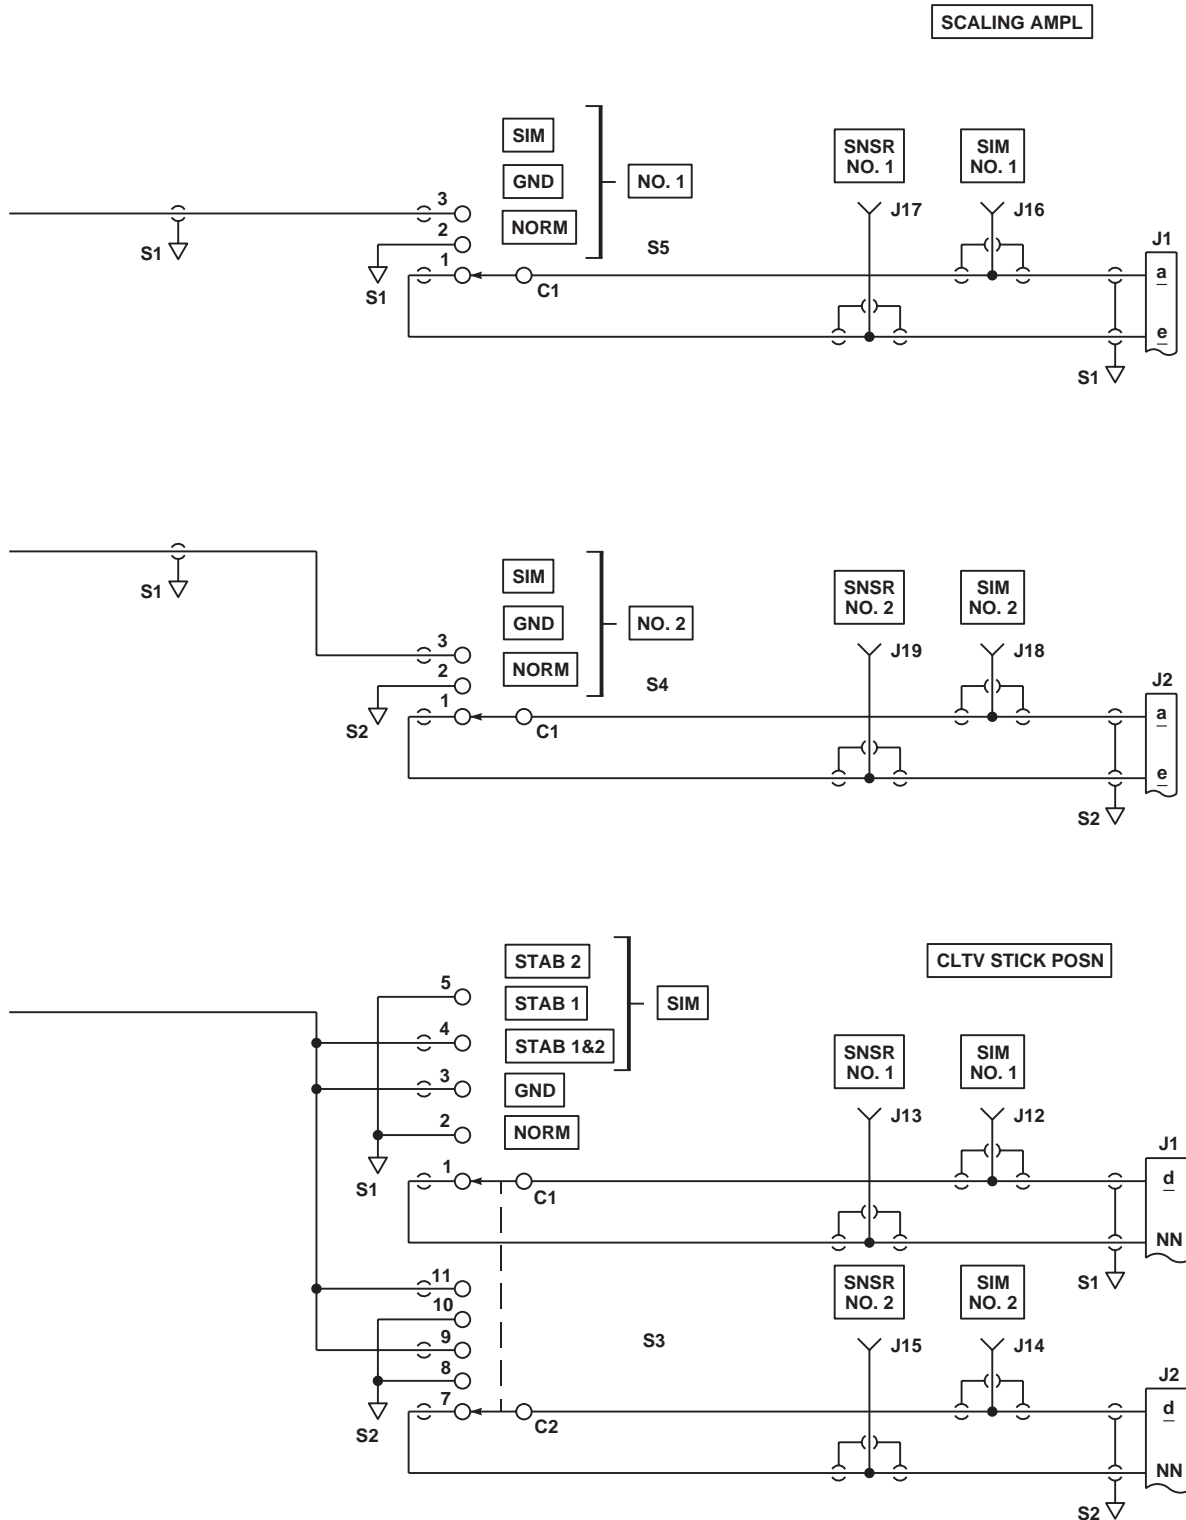 SCALING AMPL
SIM
GND
NORM
NO. 1
SNSR
NO. 1
SIM
NO. 1
3
2
1
S1
S1
C1
S5
J17
J16
J1
a
e
S1
SIM
GND
NORM
NO. 2
SNSR
NO. 2
SIM
NO. 2
S1
3
2
1
S2
C1
S4
J19
J18
J2
a
e
S2
CLTV STICK POSN
STAB 2
STAB 1
STAB 1&2
SIM
GND
NORM
5
4
3
2
1
S1
C1
SNSR
NO. 1
SIM
NO. 1
J13
J12
J1
d
NN
S1
11
10
9
8
7
S2
C2
S3
SNSR
NO. 2
SIM
NO. 2
J15
J14
J2
d
NN
S2